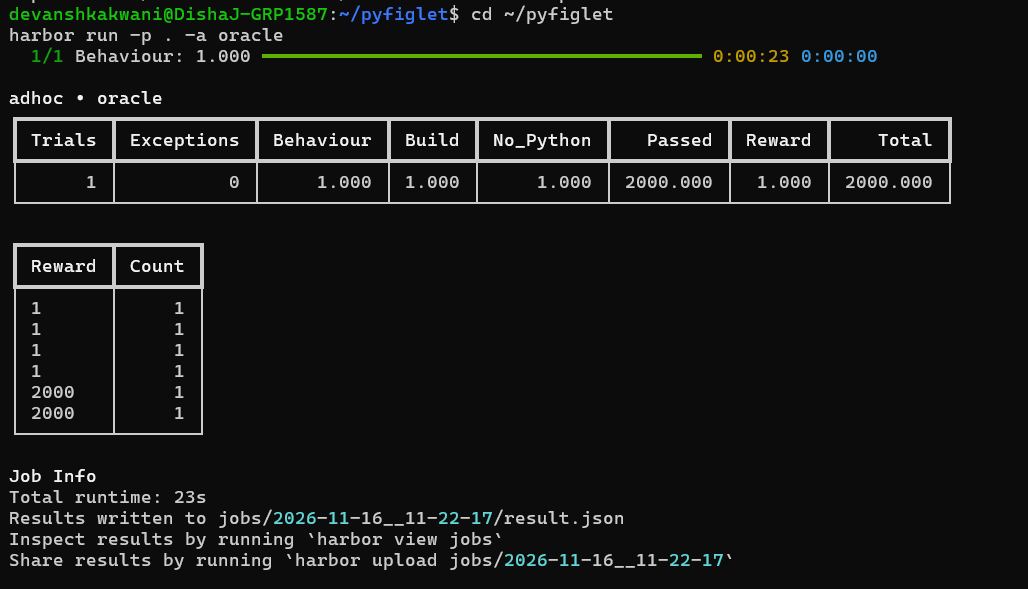 devanshkakwani@DishaJ-GRP1587:~/pyfiglet$ cd ~/pyfiglet
harbor run -p . -a oracle
1/1 Behaviour: 1.000 0:00:23 0:00:00
adhoc • oracle
Trials Exceptions Behaviour Build No_Python Passed Reward Total
1 0 1.000 1.000 1.000 2000.000 1.000 2000.000
Reward Count
1 1
1 1
1 1
1 1
2000 1
2000 1
Job Info
Total runtime: 23s
Results written to jobs/2026-11-16__11-22-17/result.json
Inspect results by running `harbor view jobs`
Share results by running `harbor upload jobs/2026-11-16__11-22-17`